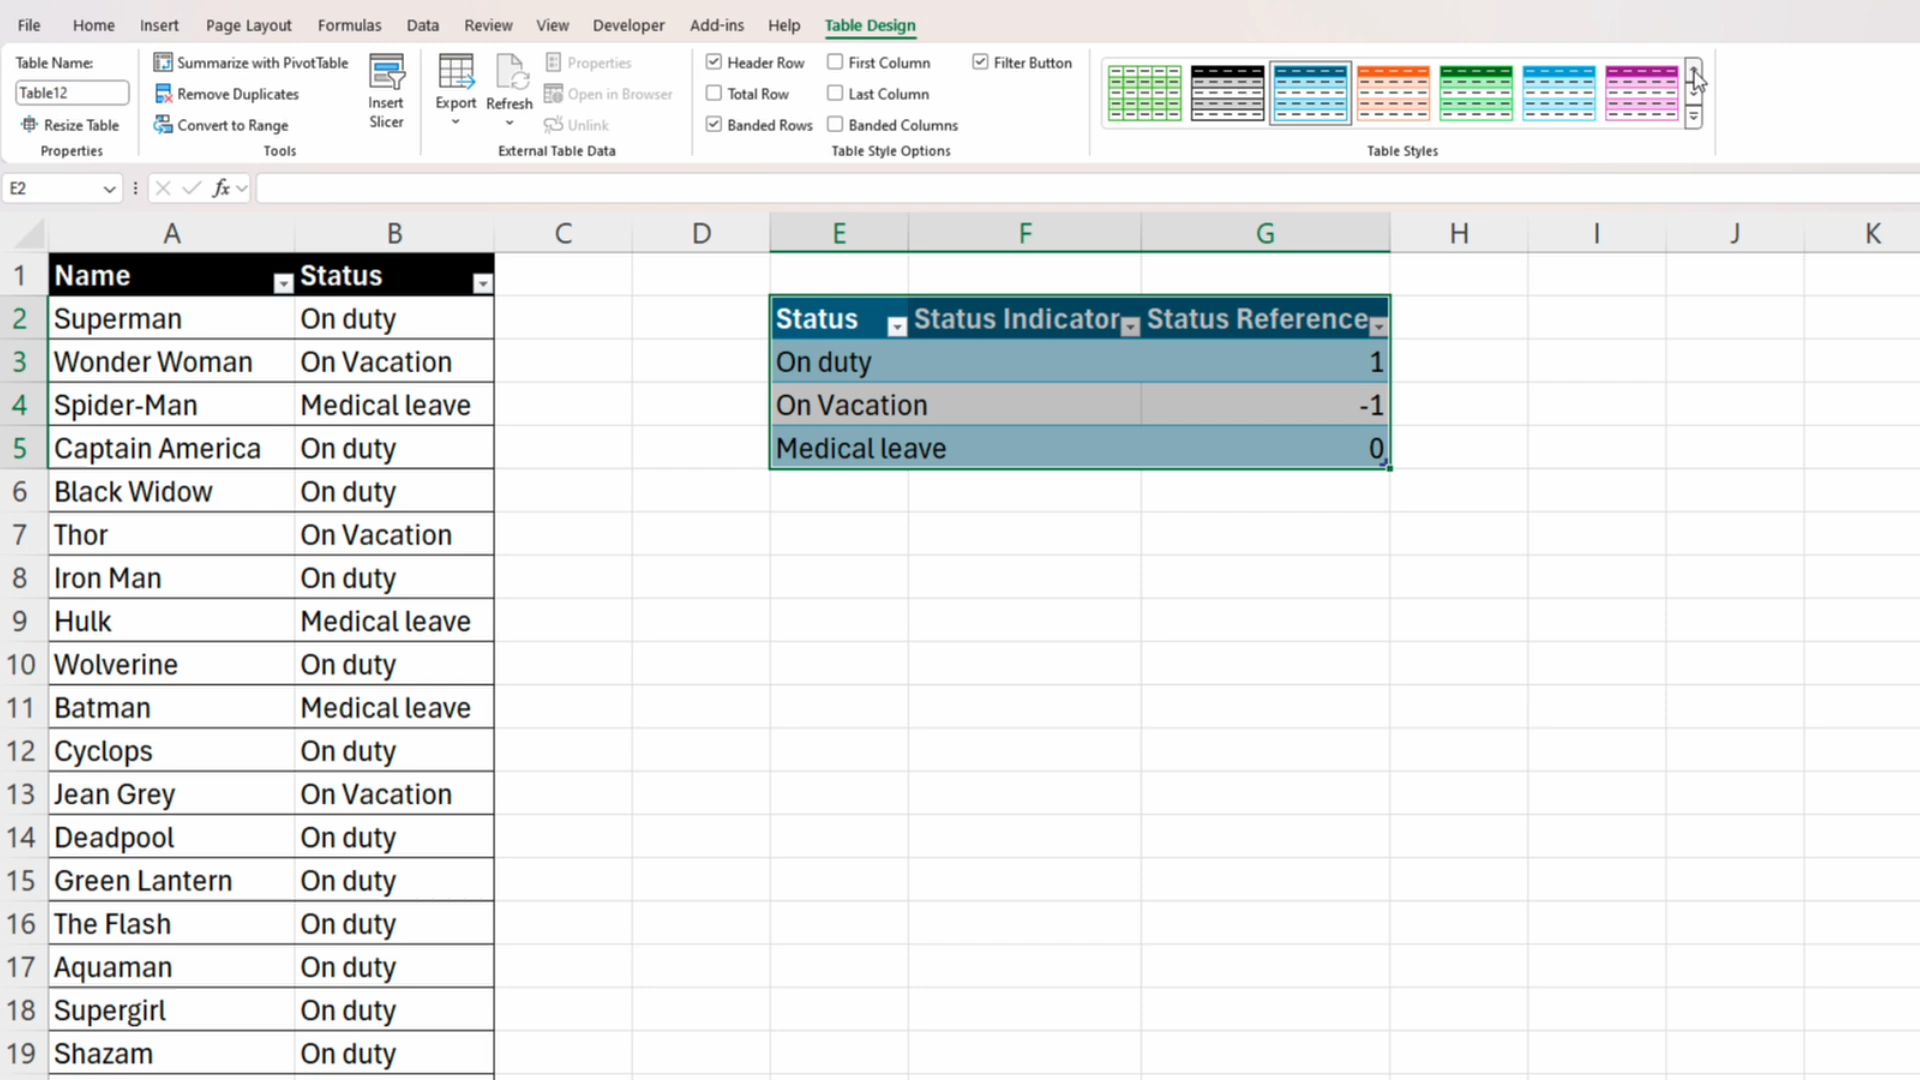 File Home Insert Page Layout Formulas Data Review View Developer Add-ins Help Table Design
Table Name:
Table12
Resize Table
Properties
Summarize with PivotTable
Remove Duplicates
Convert to Range
Tools
Insert
Slicer
Export
Refresh
Properties
Open in Browser
Unlink
External Table Data
Header Row
Total Row
Banded Rows
First Column
Last Column
Banded Columns
Filter Button
Table Style Options
Table Styles
E2
fx
A B C D E F G H I J K
1 Name Status
2 Superman On duty Status Status Indicator Status Reference
3 Wonder Woman On Vacation On duty 1
4 Spider-Man Medical leave On Vacation -1
5 Captain America On duty Medical leave 0
6 Black Widow On duty
7 Thor On Vacation
8 Iron Man On duty
9 Hulk Medical leave
10 Wolverine On duty
11 Batman Medical leave
12 Cyclops On duty
13 Jean Grey On Vacation
14 Deadpool On duty
15 Green Lantern On duty
16 The Flash On duty
17 Aquaman On duty
18 Supergirl On duty
19 Shazam On duty